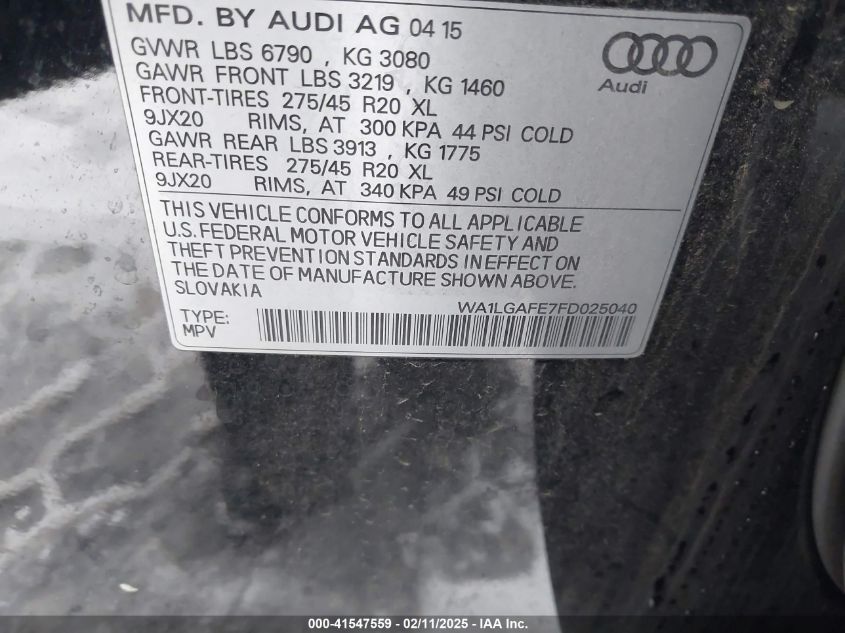 MFD. BY AUDI AG 04 15
GVWR LBS 6790 , KG 3080
GAWR FRONT LBS 3219 , KG 1460
FRONT-TIRES 275/45 R20 XL
9JX20 RIMS, AT 300 KPA 44 PSI COLD
GAWR REAR LBS 3913 , KG 1775
REAR-TIRES 275/45 R20 XL
9JX20 RIMS, AT 340 KPA 49 PSI COLD
Audi
THIS VEHICLE CONFORMS TO ALL APPLICABLE
U.S. FEDERAL MOTOR VEHICLE SAFETY AND
THEFT PREVENTION STANDARDS IN EFFECT ON
THE DATE OF MANUFACTURE SHOWN ABOVE.
SLOVAKIA
WA1LGAFE7FD025040
TYPE:
MPV
000-41547559 - 02/11/2025 - IAA Inc.